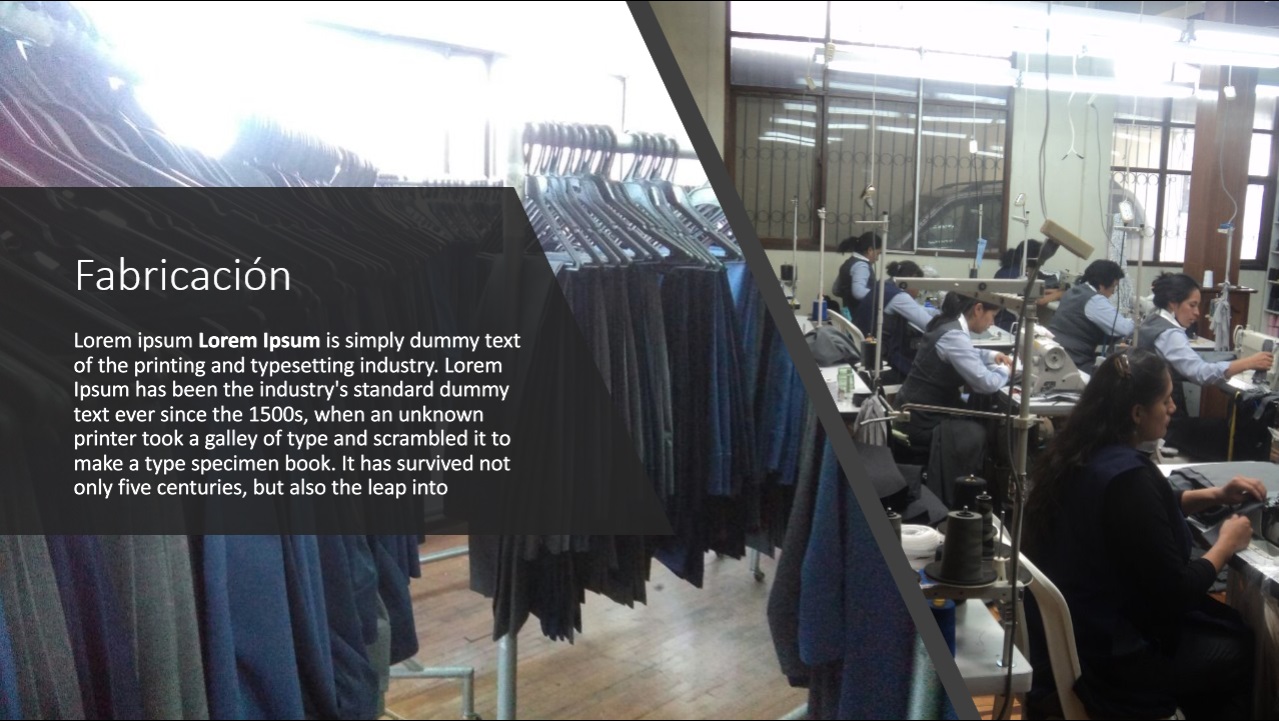 Fabricación
Lorem ipsum Lorem Ipsum is simply dummy text
of the printing and typesetting industry. Lorem
Ipsum has been the industry's standard dummy
text ever since the 1500s, when an unknown
printer took a galley of type and scrambled it to
make a type specimen book. It has survived not
only five centuries, but also the leap into